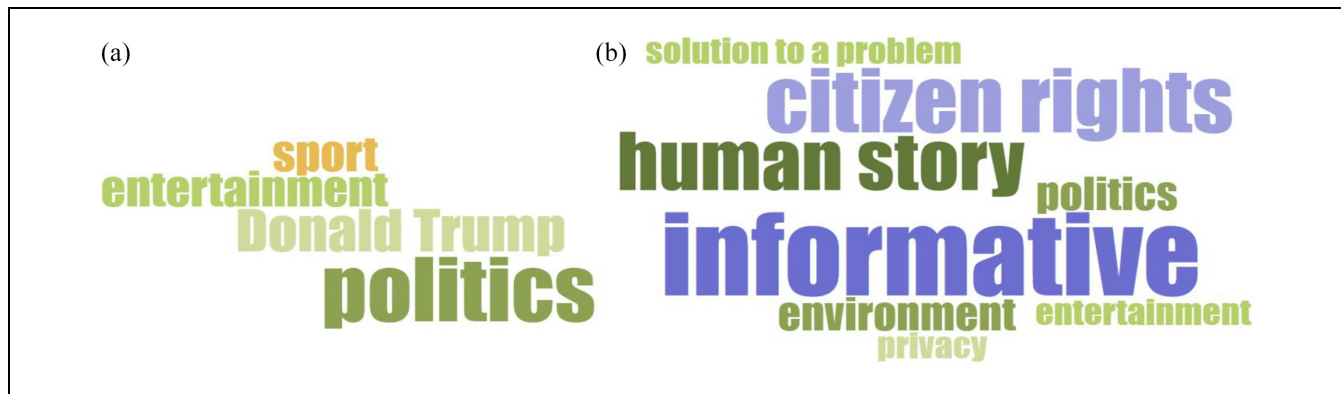 (a)
sport
entertainment
Donald Trump
politics
(b)
solution to a problem
citizen rights
human story
politics
informative
environment
entertainment
privacy